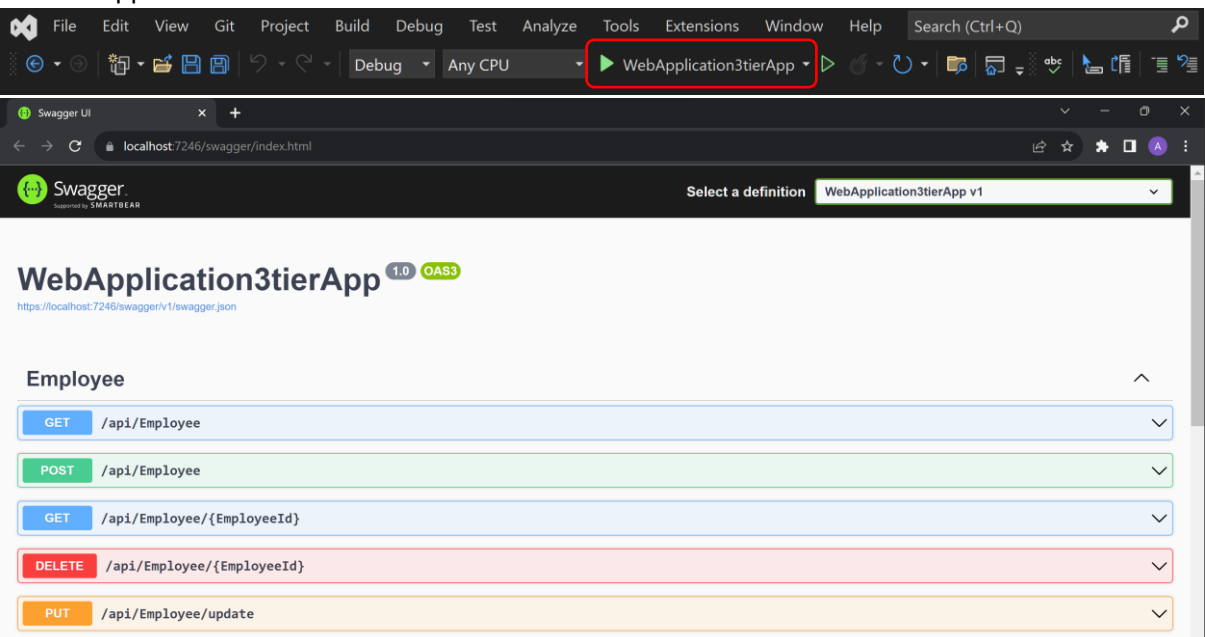 File Edit View Git Project Build Debug Test Analyze Tools Extensions Window Help Search (Ctrl+Q)
Debug Any CPU WebApplication3tierApp
Swagger UI
localhost:7246/swagger/index.html
A
Swagger.
Supported by SMARTBEAR
Select a definition WebApplication3tierApp v1
WebApplication3tierApp 1.0 OAS3
https://localhost:7246/swagger/v1/swagger.json
Employee
GET /api/Employee
POST /api/Employee
GET /api/Employee/{EmployeeId}
DELETE /api/Employee/{EmployeeId}
PUT /api/Employee/update